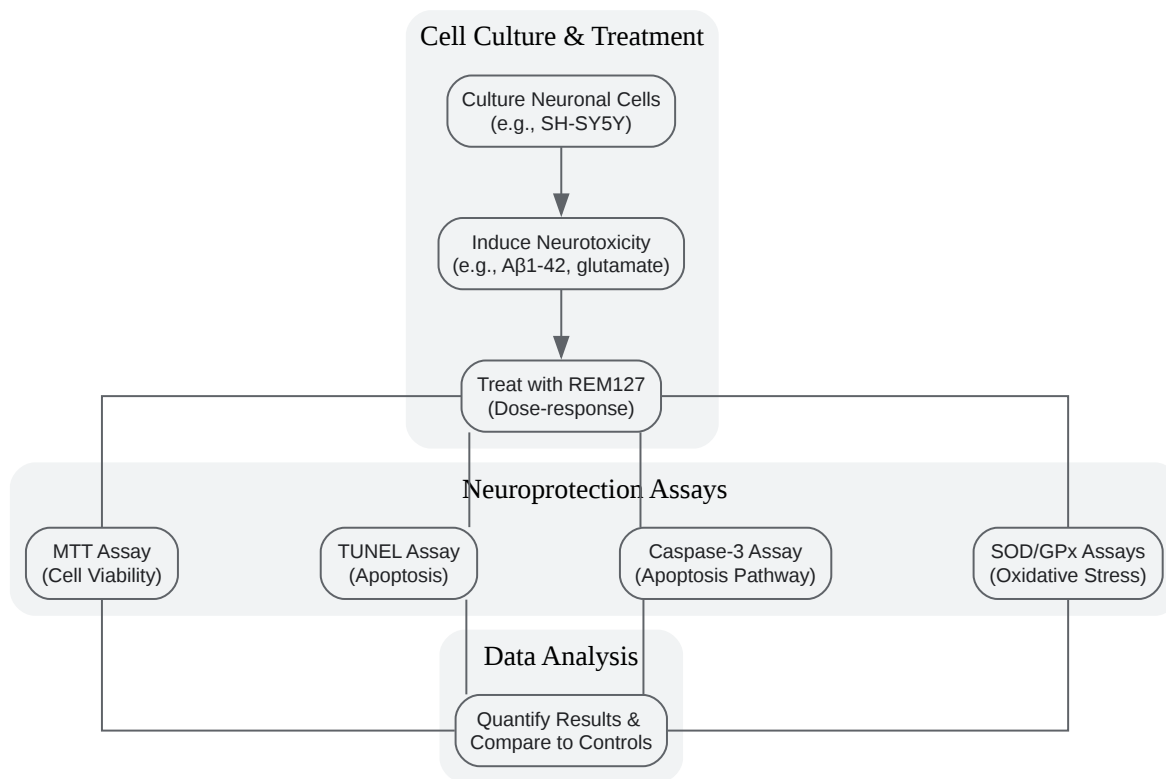 Cell Culture & Treatment
Culture Neuronal Cells
(e.g., SH-SY5Y)
Induce Neurotoxicity
(e.g., Aβ1-42, glutamate)
Treat with REM127
(Dose-response)
Neuroprotection Assays
MTT Assay
(Cell Viability)
TUNEL Assay
(Apoptosis)
Caspase-3 Assay
(Apoptosis Pathway)
SOD/GPx Assays
(Oxidative Stress)
Data Analysis
Quantify Results &
Compare to Controls